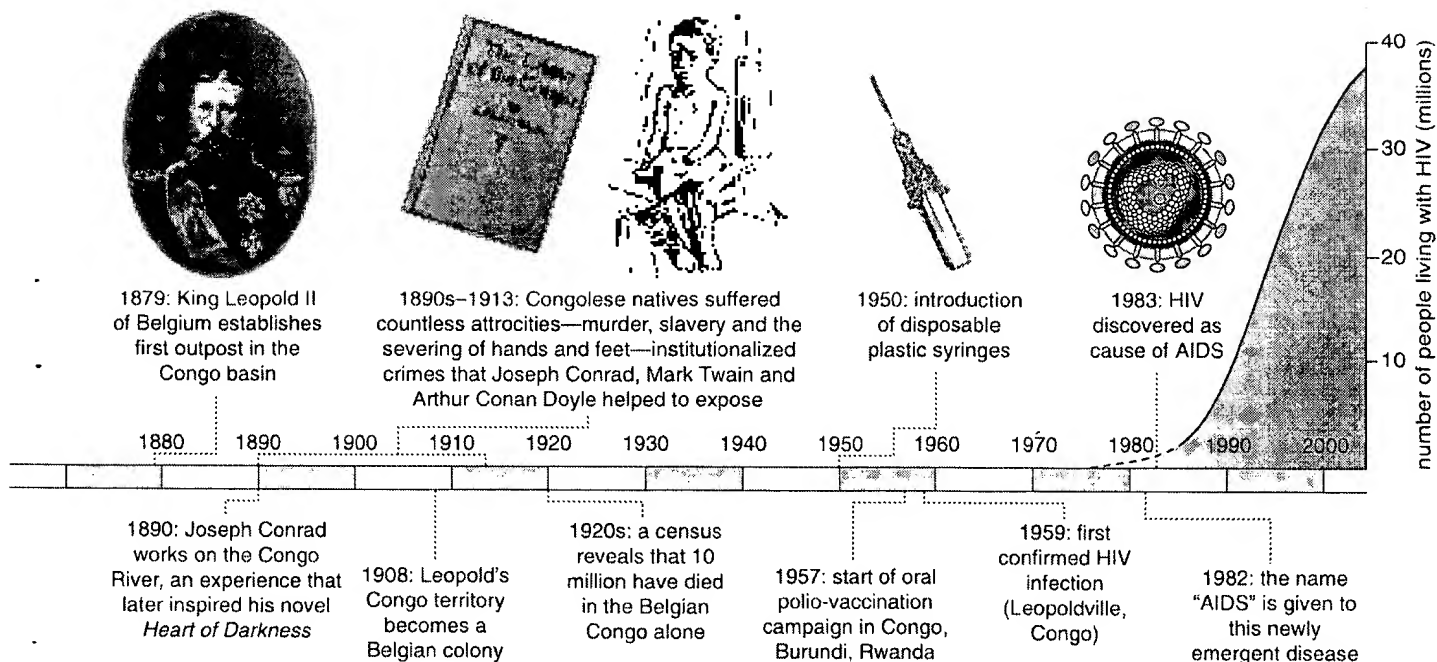 number of people living with HIV (millions)
40
30
20
10
1879: King Leopold II
of Belgium establishes
first outpost in the
Congo basin
1890s–1913: Congolese natives suffered
countless attrocities—murder, slavery and the
severing of hands and feet—institutionalized
crimes that Joseph Conrad, Mark Twain and
Arthur Conan Doyle helped to expose
1950: introduction
of disposable
plastic syringes
1983: HIV
discovered as
cause of AIDS
1880 1890 1900 1910 1920 1930 1940 1950 1960 1970 1980 1990 2000
1890: Joseph Conrad
works on the Congo
River, an experience that
later inspired his novel
Heart of Darkness
1908: Leopold's
Congo territory
becomes a
Belgian colony
1920s: a census
reveals that 10
million have died
in the Belgian
Congo alone
1957: start of oral
polio-vaccination
campaign in Congo,
Burundi, Rwanda
1959: first
confirmed HIV
infection
(Leopoldville,
Congo)
1982: the name
“AIDS” is given to
this newly
emergent disease